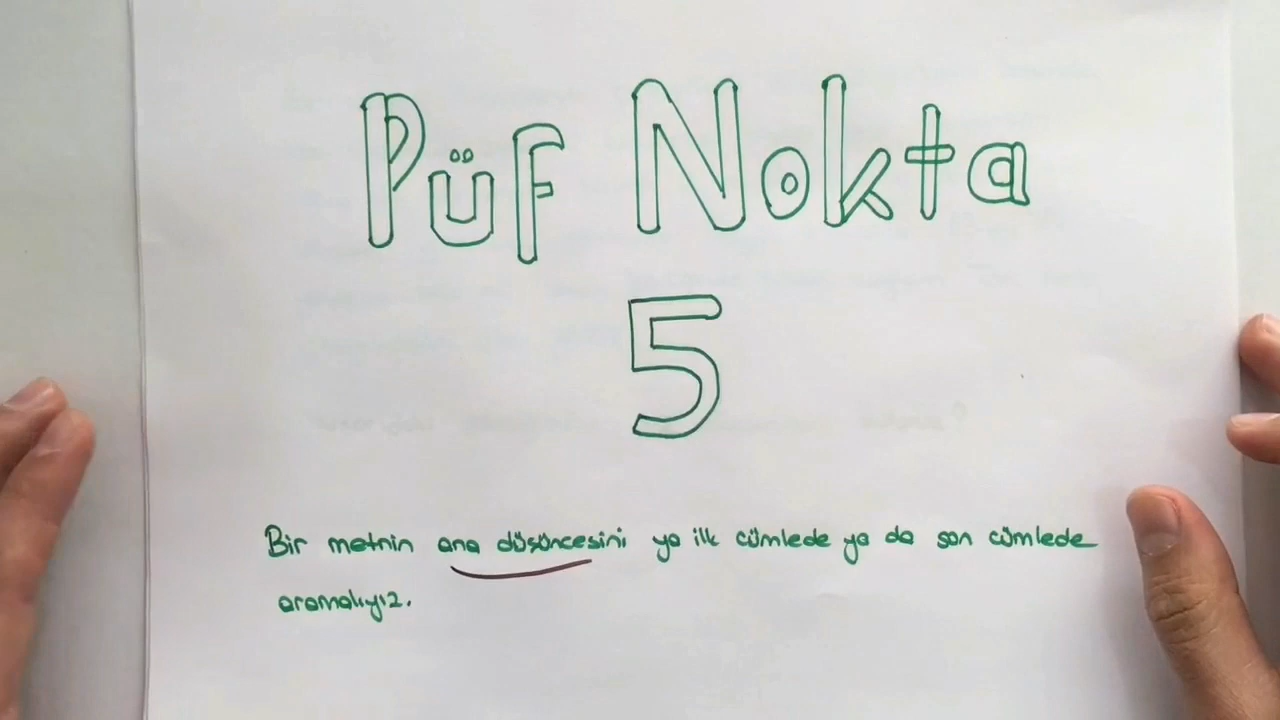 Püf Nokta
5
Bir metnin ana düşüncesini ya ilk cümlede ya da son cümlede
aramalıyız.